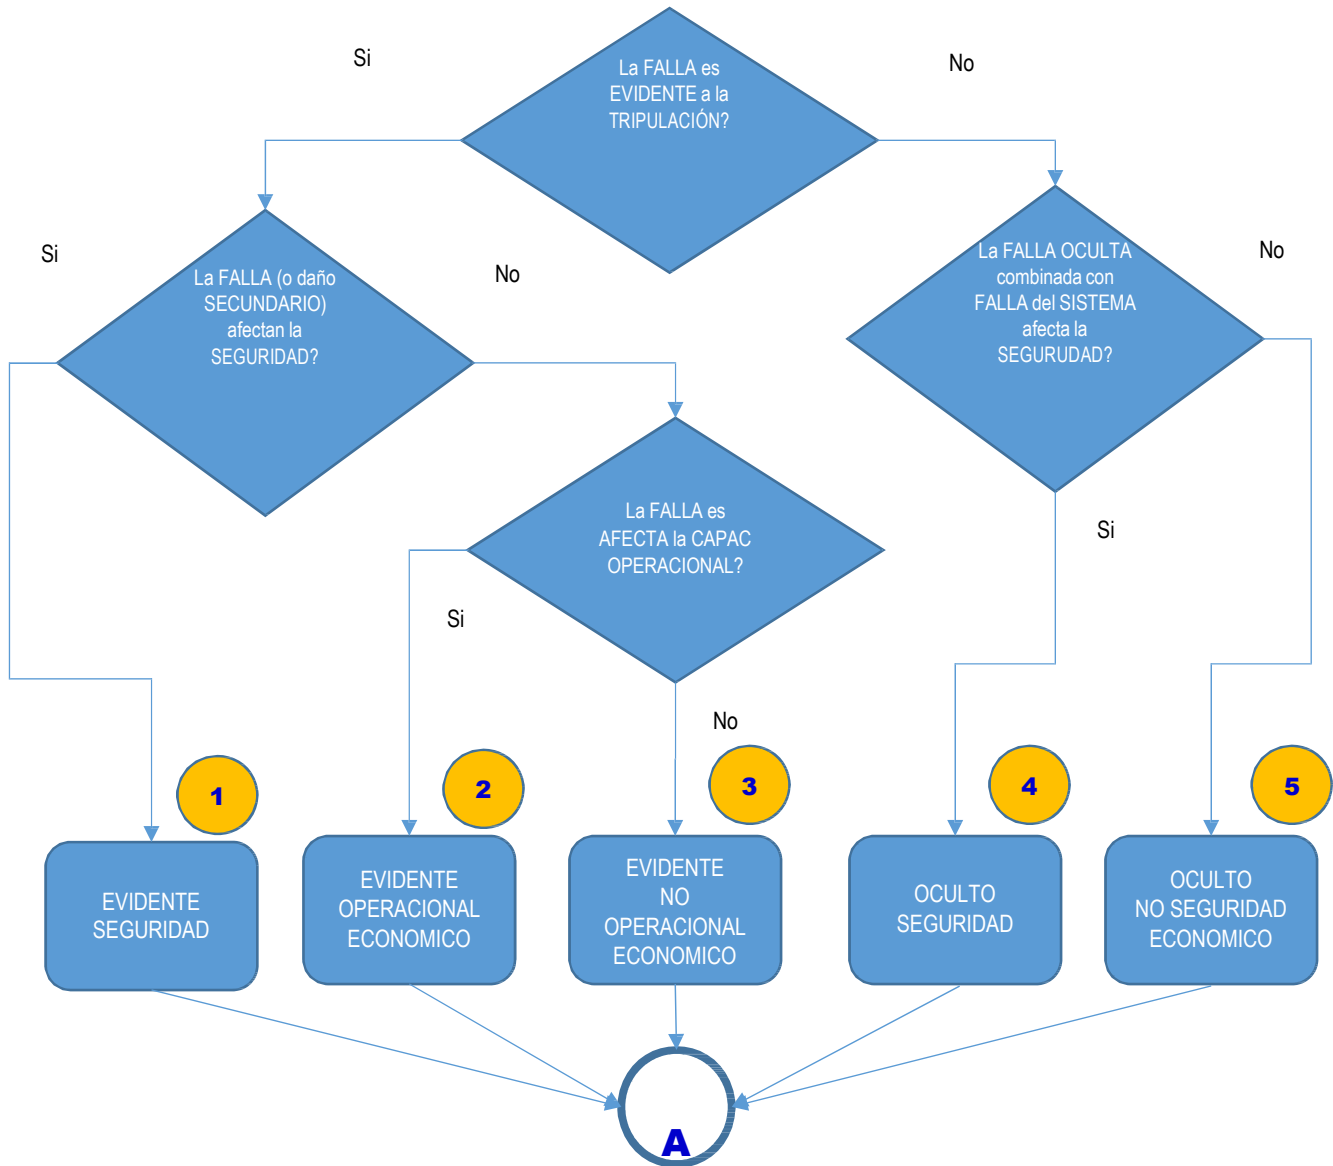 Si
No
La FALLA es
EVIDENTE a la
TRIPULACIÓN?
Si
No
La FALLA (o daño
SECUNDARIO)
afectan la
SEGURIDAD?
No
La FALLA OCULTA
combinada con
FALLA del SISTEMA
afecta la
SEGURUDAD?
La FALLA es
AFECTA la CAPAC
OPERACIONAL?
Si
Si
No
1
2
3
4
5
EVIDENTE
SEGURIDAD
EVIDENTE
OPERACIONAL
ECONOMICO
EVIDENTE
NO
OPERACIONAL
ECONOMICO
OCULTO
SEGURIDAD
OCULTO
NO SEGURIDAD
ECONOMICO
A